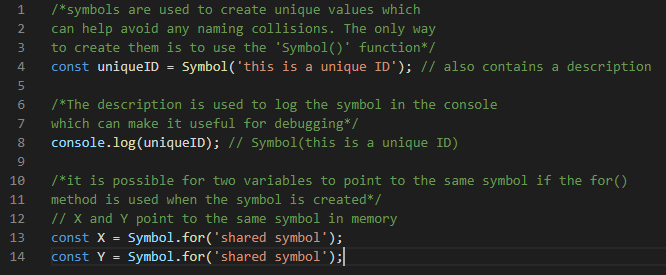 1 /*symbols are used to create unique values which
2 can help avoid any naming collisions. The only way
3 to create them is to use the 'Symbol()' function*/
4 const uniqueID = Symbol('this is a unique ID'); // also contains a description
5
6 /*The description is used to log the symbol in the console
7 which can make it useful for debugging*/
8 console.log(uniqueID); // Symbol(this is a unique ID)
9
10 /*it is possible for two variables to point to the same symbol if the for()
11 method is used when the symbol is created*/
12 // X and Y point to the same symbol in memory
13 const X = Symbol.for('shared symbol');
14 const Y = Symbol.for('shared symbol');